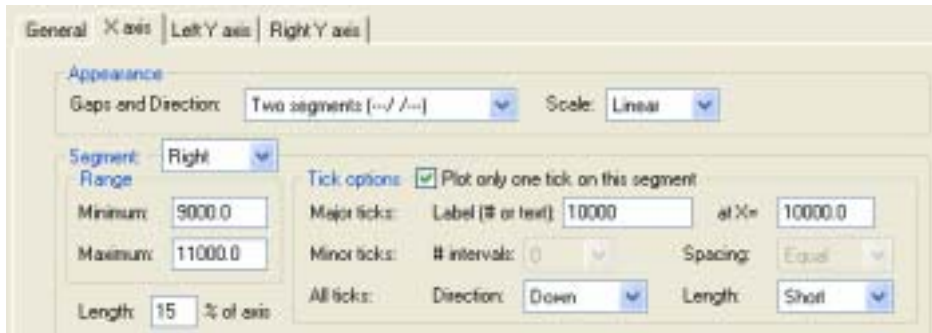 General X axis Left Y axis Right Y axis
Appearance
Gaps and Direction: Two segments (---/ /---) Scale: Linear
Segment: Right
Range Tick options Plot only one tick on this segment
Minimum: 9000.0 Major ticks: Label (# or text) 10000 at X= 10000.0
Maximum: 11000.0 Minor ticks: # intervals: 0 Spacing: Equal
Length: 15 % of axis All ticks: Direction: Down Length: Short